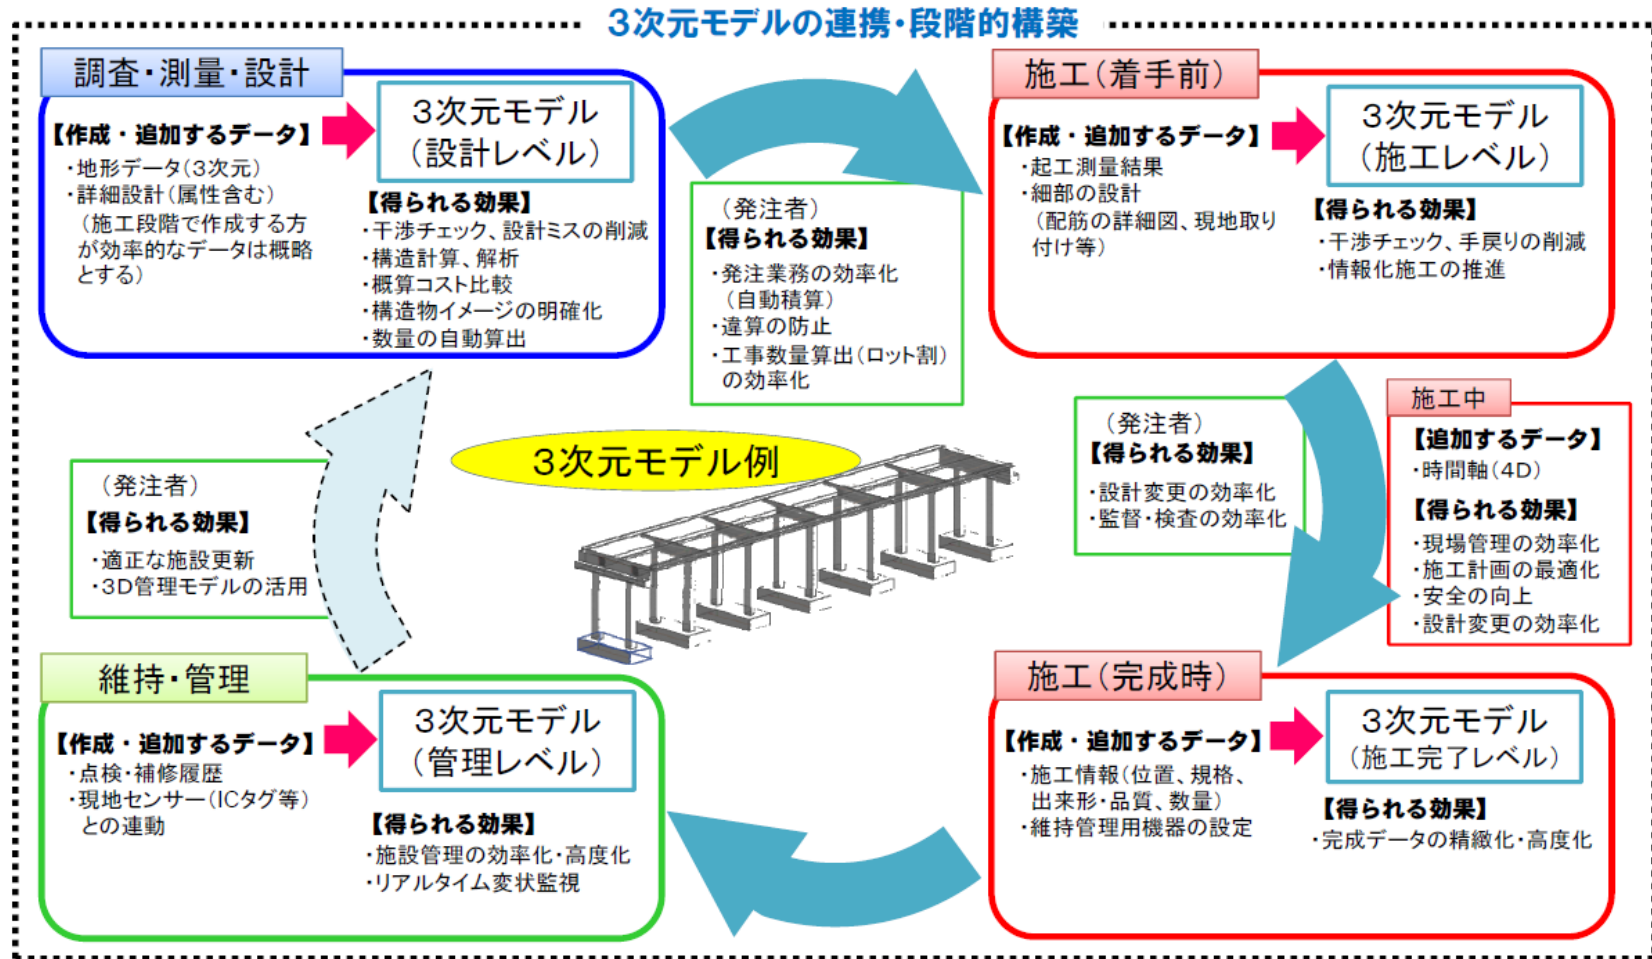 3次元モデルの連携・段階的構築
調査・測量・設計
【作成・追加するデータ】
・地形データ(3次元)
・詳細設計(属性含む)
(施工段階で作成する方
が効率的なデータは概略
とする)
3次元モデル
(設計レベル)
【得られる効果】
・干渉チェック、設計ミスの削減
・構造計算、解析
・概算コスト比較
・構造物イメージの明確化
・数量の自動算出
(発注者)
【得られる効果】
・発注業務の効率化
(自動積算)
・違算の防止
・工事数量算出(ロット割)
の効率化
施工(着手前)
【作成・追加するデータ】
・起工測量結果
・細部の設計
(配筋の詳細図、現地取り
付け等)
3次元モデル
(施工レベル)
【得られる効果】
・干渉チェック、手戻りの削減
・情報化施工の推進
(発注者)
【得られる効果】
・設計変更の効率化
・監督・検査の効率化
施工中
【追加するデータ】
・時間軸(4D)
【得られる効果】
・現場管理の効率化
・施工計画の最適化
・安全の向上
・設計変更の効率化
3次元モデル例
(発注者)
【得られる効果】
・適正な施設更新
・3D管理モデルの活用
維持・管理
【作成・追加するデータ】
・点検・補修履歴
・現地センサー(ICタグ等)
との連動
3次元モデル
(管理レベル)
【得られる効果】
・施設管理の効率化・高度化
・リアルタイム変状監視
施工(完成時)
【作成・追加するデータ】
・施工情報(位置、規格、
出来形・品質、数量)
・維持管理用機器の設定
3次元モデル
(施工完了レベル)
【得られる効果】
・完成データの精緻化・高度化